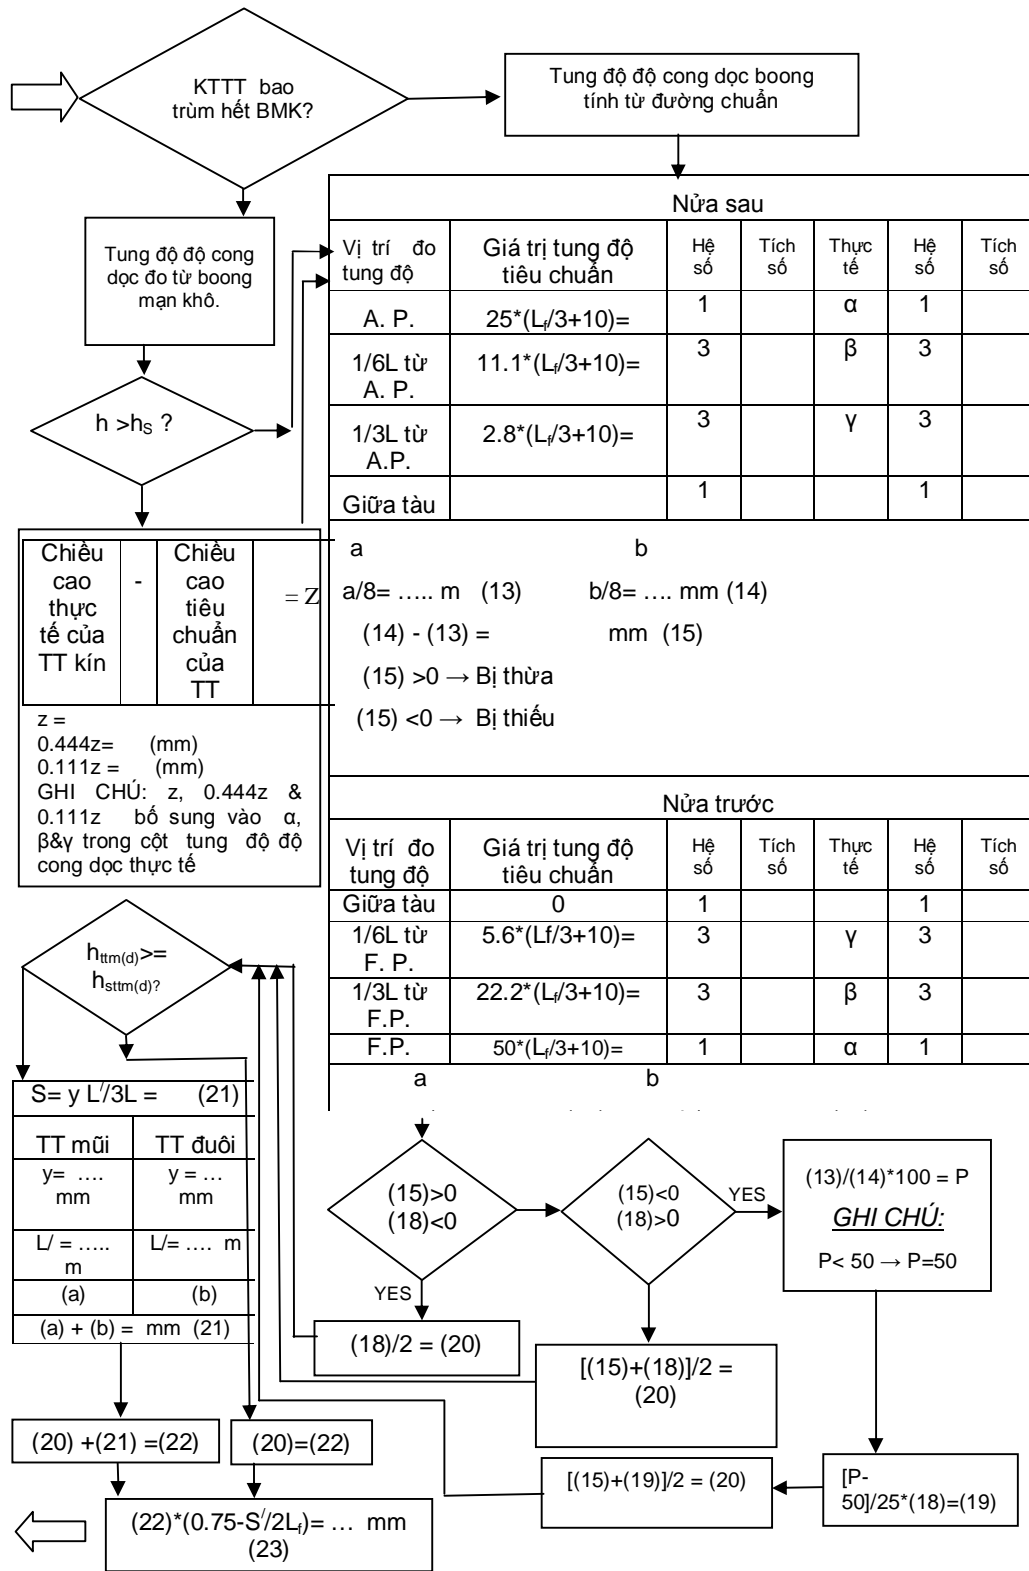 KTTT bao
trùm hết BMK?
Tung độ độ cong dọc boong
tính từ đường chuẩn
Tung độ độ cong
dọc đo từ boong
mạn khô.
h >hS ?
Nửa sau
Vị trí đo
tung độ
Giá trị tung độ
tiêu chuẩn
Hệ
số
Tích
số
Thực
tế
Hệ
số
Tích
số
A. P.
25*(Lf/3+10)=
1
α
1
1/6L từ
A. P.
11.1*(Lf/3+10)=
3
β
3
1/3L từ
A.P.
2.8*(Lf/3+10)=
3
γ
3
Giữa tàu
1
1
a
b
a/8= ….. m (13)
b/8= …. mm (14)
(14) - (13) =
mm (15)
(15) >0 → Bị thừa
(15) <0 → Bị thiếu
Chiều
cao
thực
tế của
TT kín
-
Chiều
cao
tiêu
chuẩn
của
TT
= Z
z =
0.444z= (mm)
0.111z = (mm)
GHI CHÚ: z, 0.444z &
0.111z bổ sung vào α,
β&γ trong cột tung độ độ
cong dọc thực tế
Nửa trước
Vị trí đo
tung độ
Giá trị tung độ
tiêu chuẩn
Hệ
số
Tích
số
Thực
tế
Hệ
số
Tích
số
Giữa tàu
0
1
1
1/6L từ
F. P.
5.6*(Lf/3+10)=
3
γ
3
1/3L từ
F.P.
22.2*(Lf/3+10)=
3
β
3
F.P.
50*(Lf/3+10)=
1
α
1
a
b
httm(d)>=
hsttm(d)?
S= y L//3L = (21)
TT mũi
TT đuôi
y= ….
mm
y = …
mm
L/ = …..
m
L/= …. m
(a)
(b)
(a) + (b) = mm (21)
(15)>0
(18)<0
YES
(15)<0
(18)>0
YES
(13)/(14)*100 = P
GHI CHÚ:
P< 50 → P=50
(18)/2 = (20)
[(15)+(18)]/2 =
(20)
(20) +(21) =(22)
(20)=(22)
[(15)+(19)]/2 = (20)
[P-
50]/25*(18)=(19)
(22)*(0.75-S//2Lf)= … mm
(23)